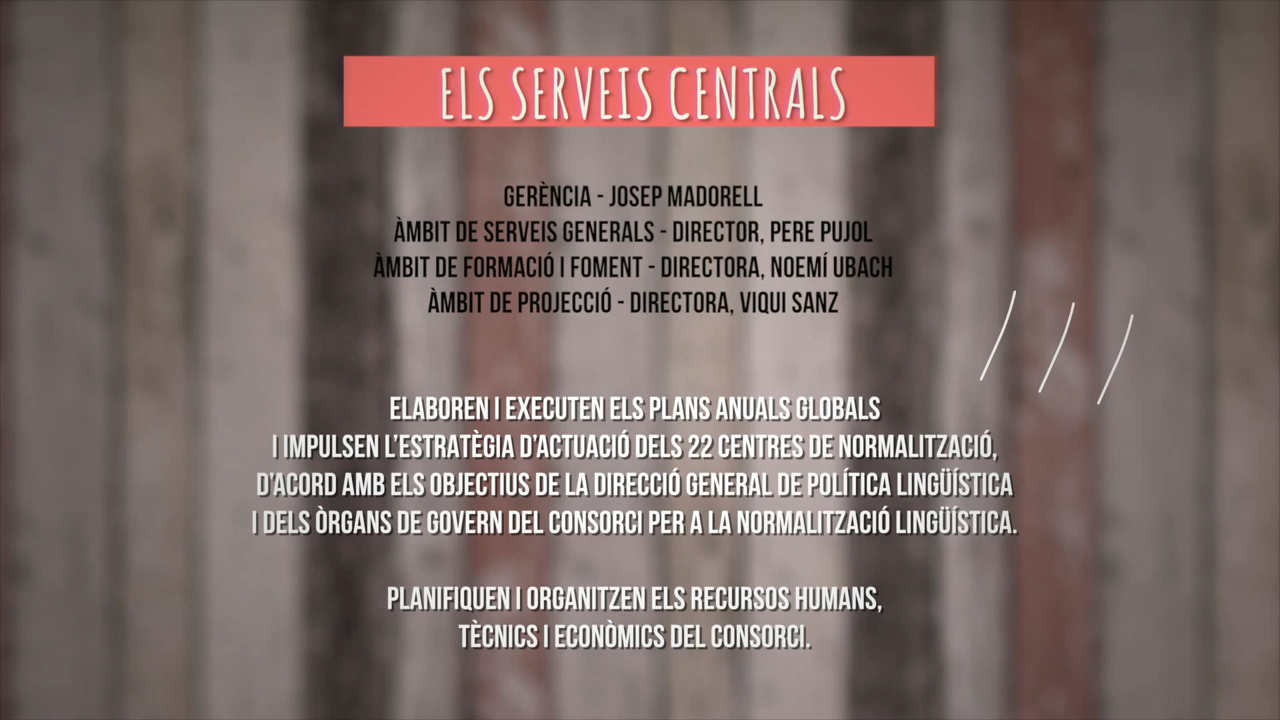 ELS SERVEIS CENTRALS
GERÈNCIA - JOSEP MADORELL
ÀMBIT DE SERVEIS GENERALS - DIRECTOR, PERE PUJOL
ÀMBIT DE FORMACIÓ I FOMENT - DIRECTORA, NOEMÍ UBACH
ÀMBIT DE PROJECCIÓ - DIRECTORA, VIQUI SANZ
ELABOREN I EXECUTEN ELS PLANS ANUALS GLOBALS
I IMPULSEN L'ESTRATÈGIA D'ACTUACIÓ DELS 22 CENTRES DE NORMALITZACIÓ,
D'ACORD AMB ELS OBJECTIUS DE LA DIRECCIÓ GENERAL DE POLÍTICA LINGÜÍSTICA
I DELS ÒRGANS DE GOVERN DEL CONSORCI PER A LA NORMALITZACIÓ LINGÜÍSTICA.
PLANIFIQUEN I ORGANITZEN ELS RECURSOS HUMANS,
TÈCNICS I ECONÒMICS DEL CONSORCI.